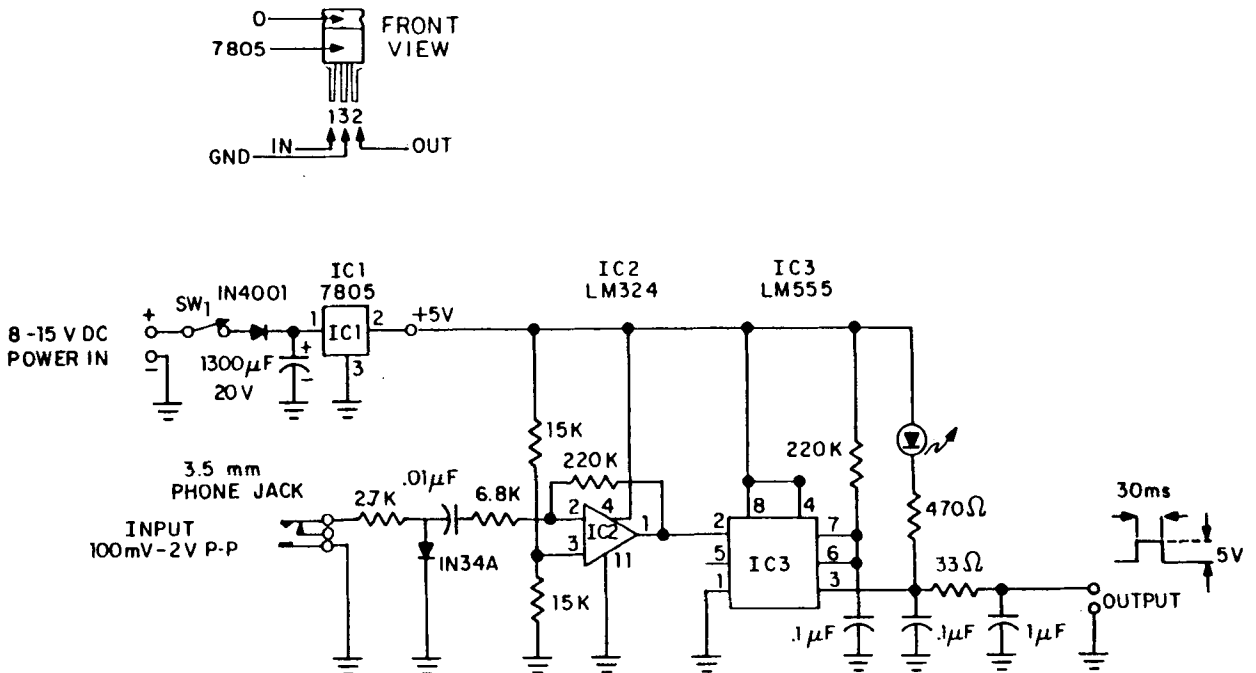 O
7805
FRONT
VIEW
132
IN
GND
OUT
8-15 V DC
POWER IN
+
−
SW1
IN4001
1300µF
20V
+
−
IC1
7805
1
IC1
2
3
+5V
IC2
LM324
IC3
LM555
15K
220K
3.5 mm
PHONE JACK
INPUT
100mV-2V P-P
2.7K
.01µF
6.8K
IN34A
2
4
IC2
1
3
11
15K
8
4
2
7
5
IC3
6
1
3
220K
470Ω
33Ω
.1µF
.1µF
1µF
OUTPUT
30ms
5V